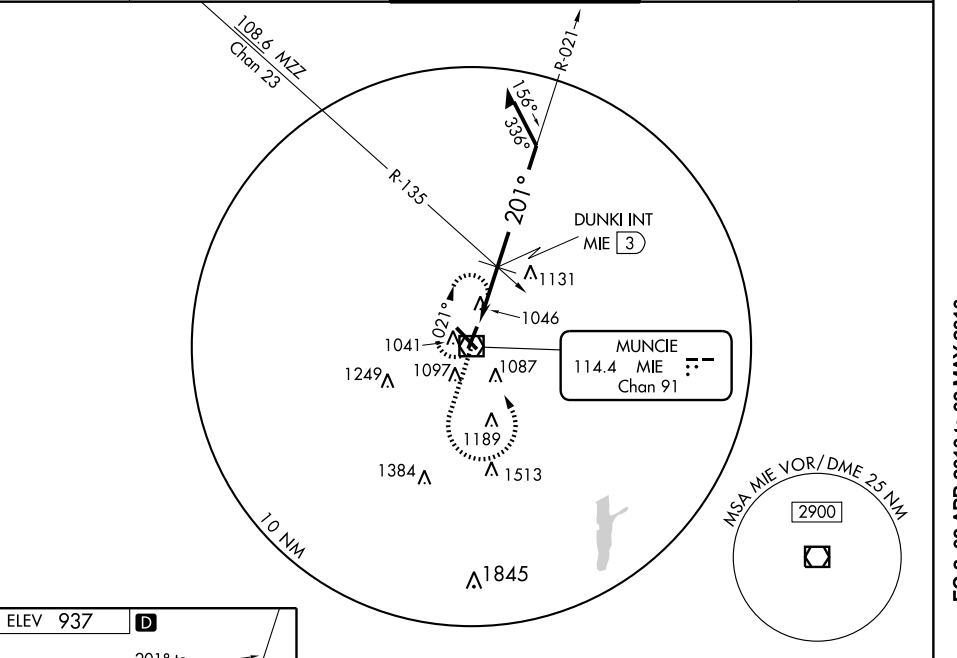 108.6 MZZ
Chan 23
R-021
156°
336°
R-135
201°
DUNKI INT
MIE 3
1131
021°
1046
1041
MUNCIE
114.4 MIE
Chan 91
1249
1097
1087
1189
1384
1513
MSA MIE VOR/DME 25 NM
2900
10 NM
1845
ELEV 937
D